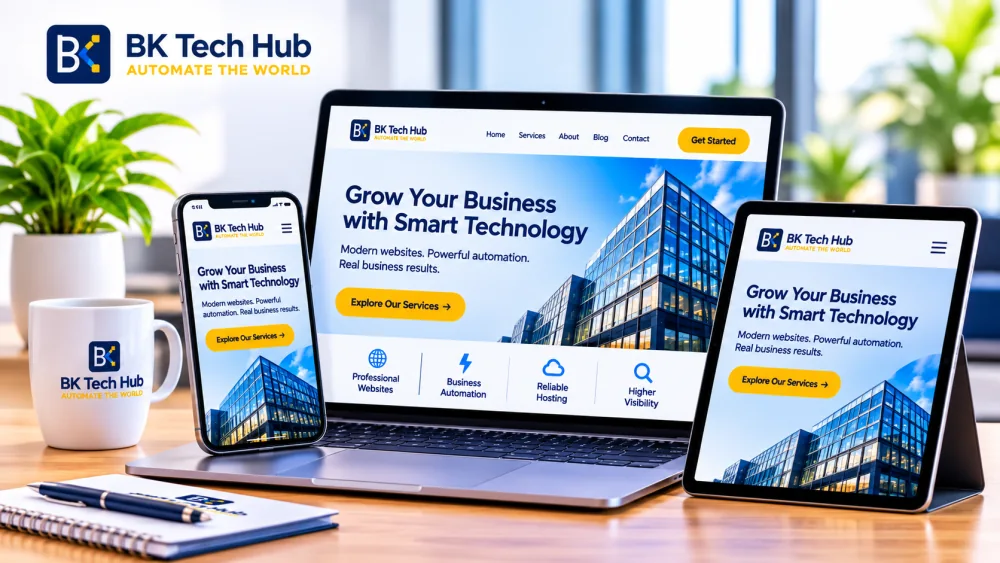 BK Tech Hub
AUTOMATE THE WORLD
BK Tech Hub
AUTOMATE THE WORLD
Home Services About Blog Contact Get Started
Grow Your Business
with Smart Technology
Modern websites. Powerful automation.
Real business results.
Explore Our Services →
Professional
Websites
Business
Automation
Reliable
Hosting
Higher
Visibility
BK Tech Hub
AUTOMATE THE WORLD
Grow Your Business
with Smart Technology
Modern websites. Powerful
automation. Real business results.
Explore Our Services →
BK Tech Hub
AUTOMATE THE WORLD
Grow Your Business
with Smart Technology
Modern websites. Powerful automation.
Real business results.
Explore Our Services →
BK Tech Hub
AUTOMATE THE WORLD